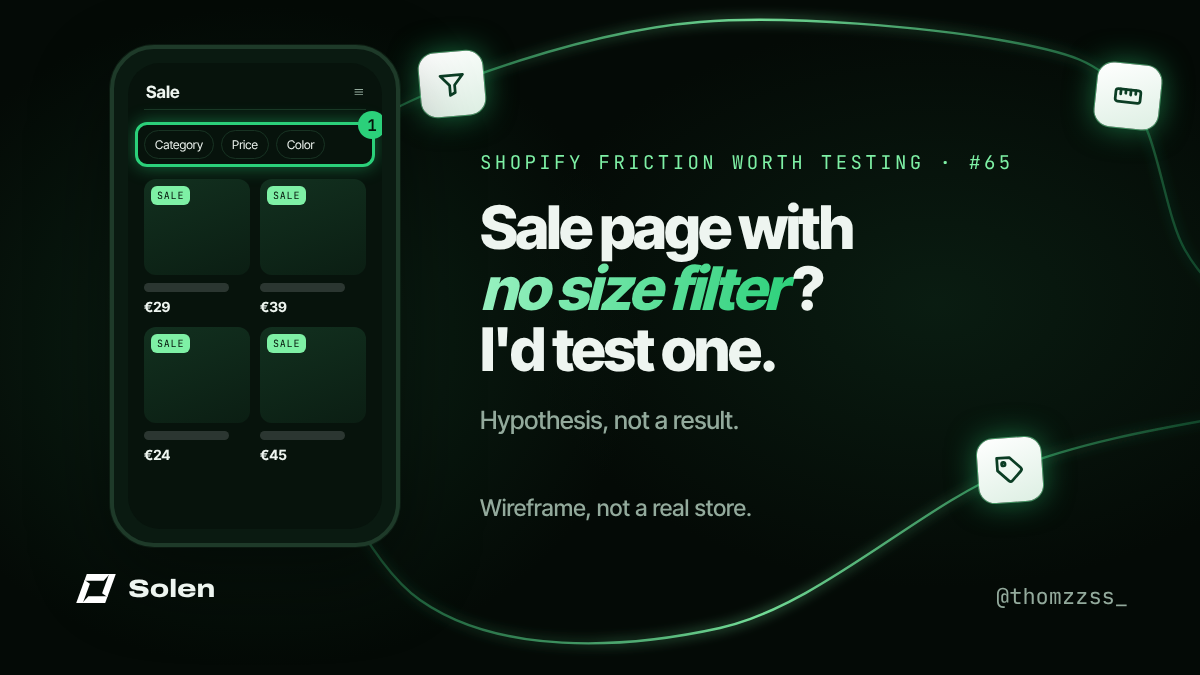 Sale
1
Category Price Color
SALE SALE
€29 €39
SALE SALE
€24 €45
SHOPIFY FRICTION WORTH TESTING · #65
Sale page with
no size filter?
I'd test one.
Hypothesis, not a result.
Wireframe, not a real store.
Solen
@thomzzss_